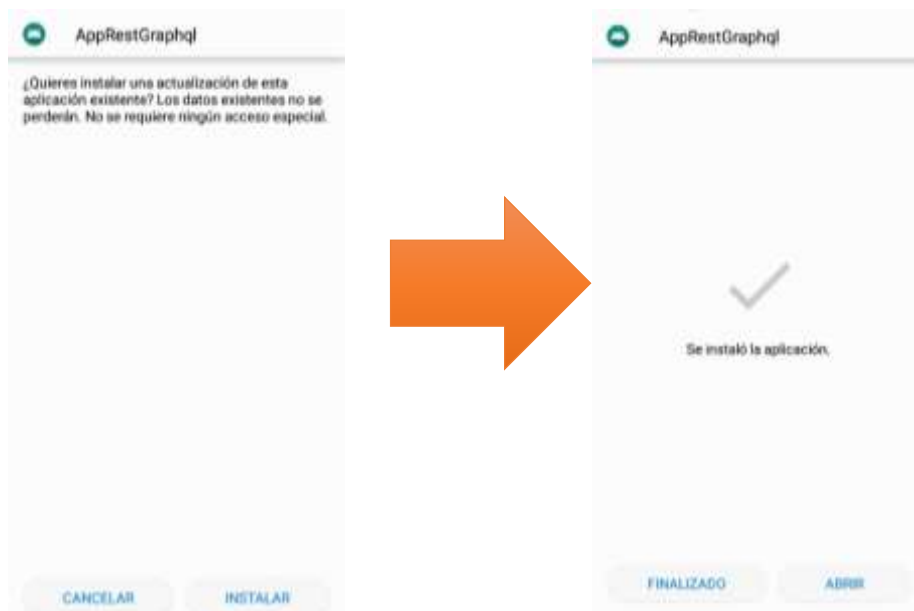 AppRestGraphql
¿Quieres instalar una actualización de esta
aplicación existente? Los datos existentes no se
perderán. No se requiere ningún acceso especial.
CANCELAR
INSTALAR
AppRestGraphql
Se instaló la aplicación.
FINALIZADO
ABRIR